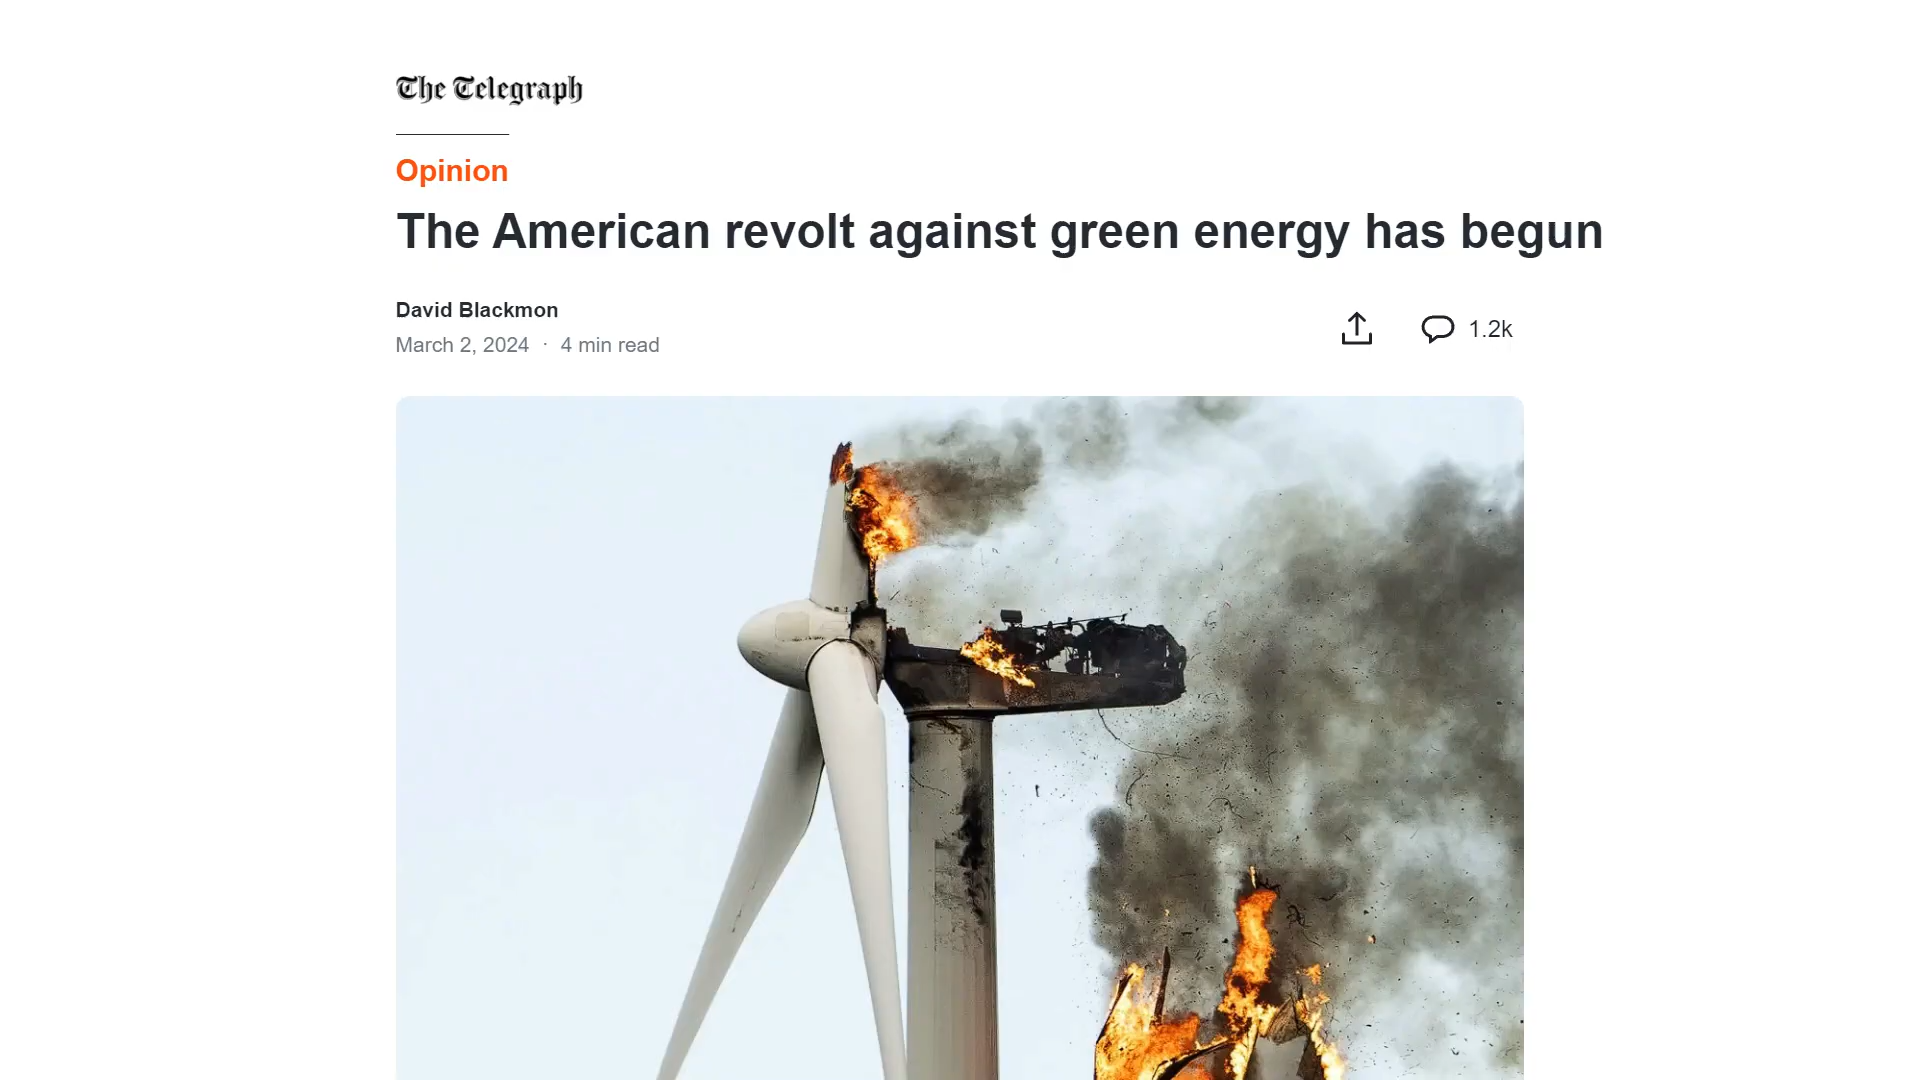 The Telegraph
Opinion
The American revolt against green energy has begun
David Blackmon
March 2, 2024 · 4 min read
1.2k